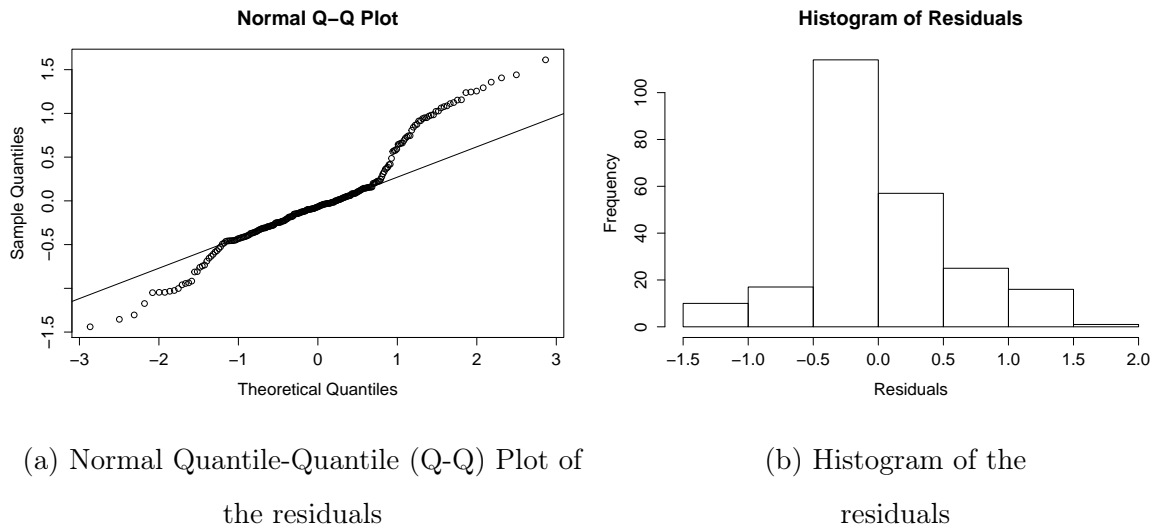 Normal Q−Q Plot
Sample Quantiles
1.5
1.0
0.5
0.0
−0.5
−1.5
−3 −2 −1 0 1 2 3
Theoretical Quantiles
Histogram of Residuals
Frequency
100
80
60
40
20
0
−1.5 −1.0 −0.5 0.0 0.5 1.0 1.5 2.0
Residuals
(a) Normal Quantile-Quantile (Q-Q) Plot of
the residuals
(b) Histogram of the
residuals